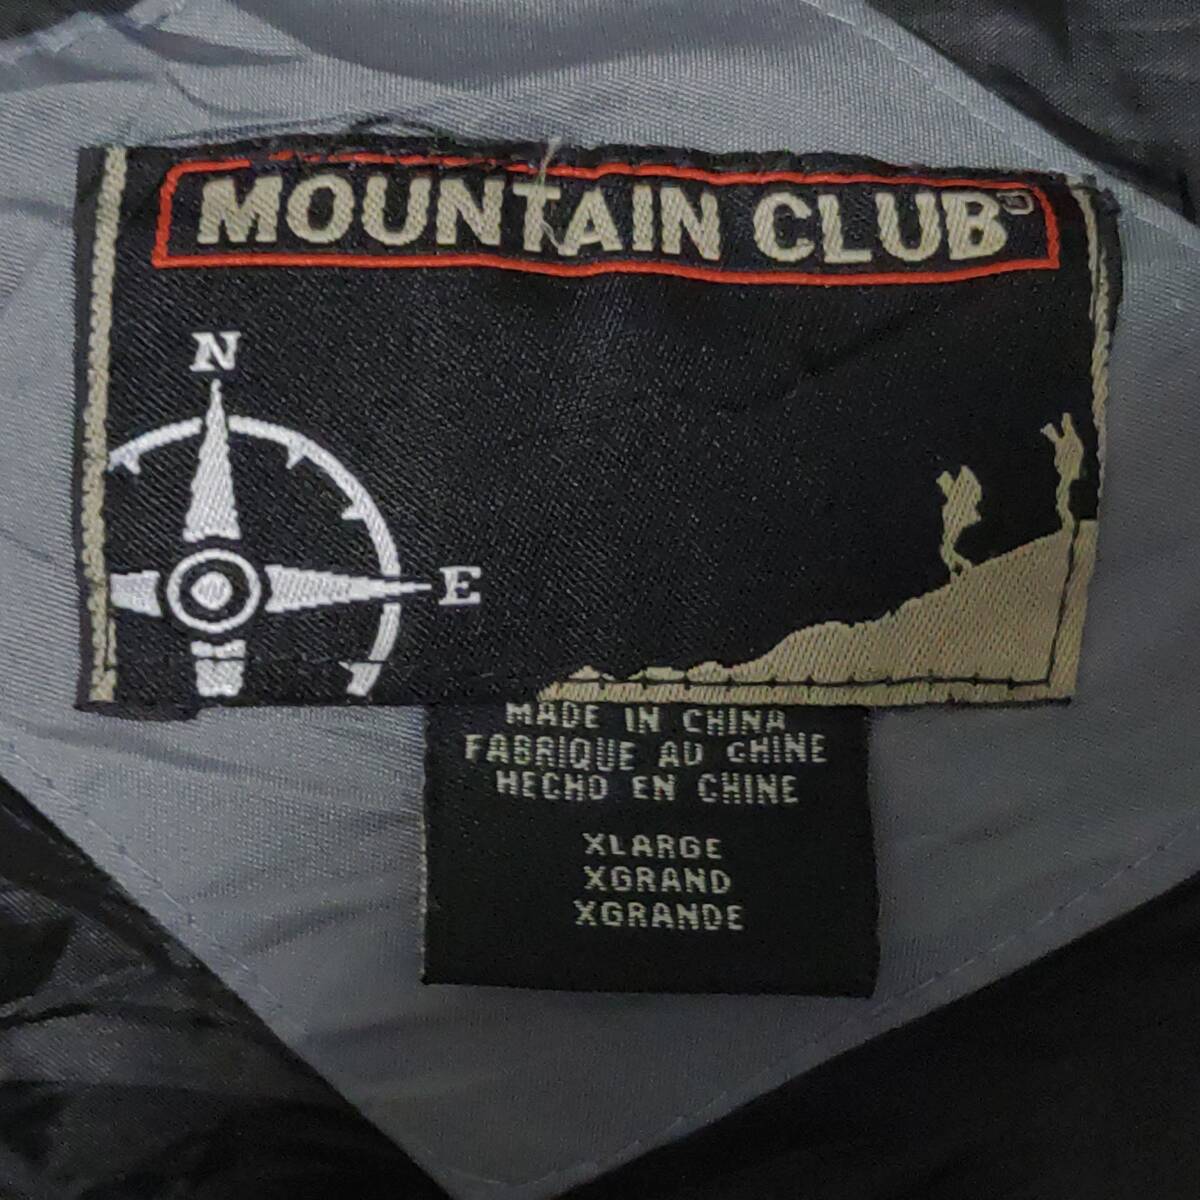 MOUNTAIN CLUB
N
E
MADE IN CHINA
FABRIQUE AU CHINE
HECHO EN CHINE
XLARGE
XGRAND
XGRANDE